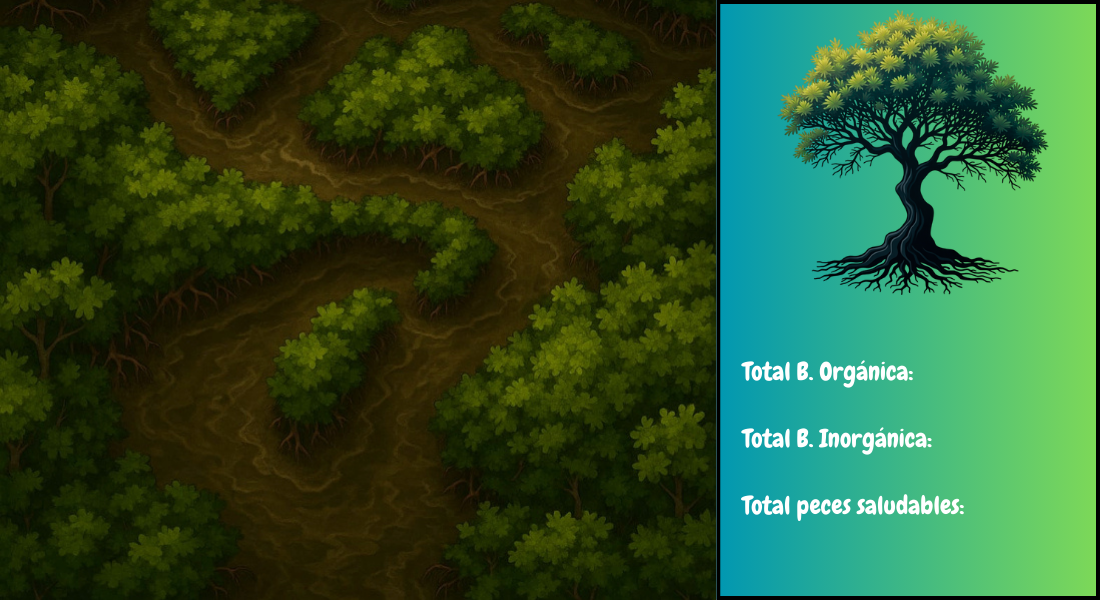 Total B. Orgánica:
Total B. Inorgánica:
Total peces saludables: